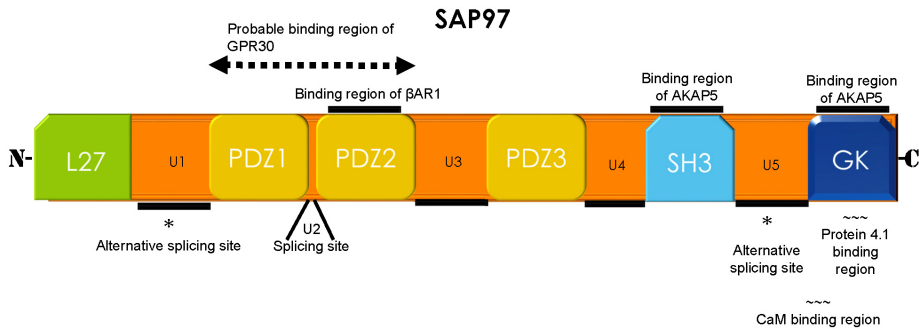 SAP97
Probable binding region of
GPR30
Binding region of βAR1
Binding region
of AKAP5
Binding region
of AKAP5
N-
L27
U1
PDZ1
PDZ2
U3
PDZ3
U4
SH3
U5
GK
-C
*
Alternative splicing site
U2
Splicing site
*
Alternative
splicing site
~~~
Protein 4.1
binding
region
~~~
CaM binding region